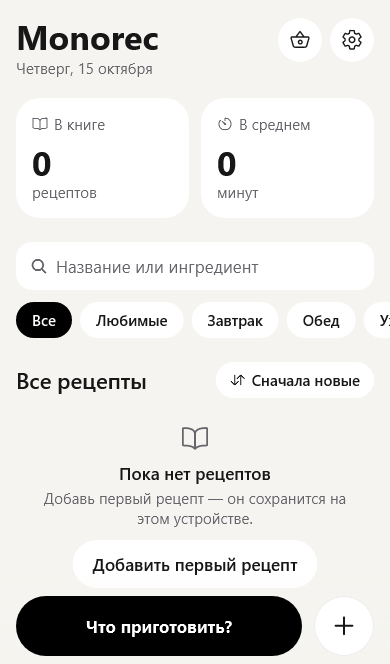 Monorec
Четверг, 15 октября
В книге
0
рецептов
В среднем
0
минут
Название или ингредиент
Все
Любимые
Завтрак
Обед
Все рецепты
Сначала новые
Пока нет рецептов
Добавь первый рецепт — он сохранится на
этом устройстве.
Добавить первый рецепт
Что приготовить?